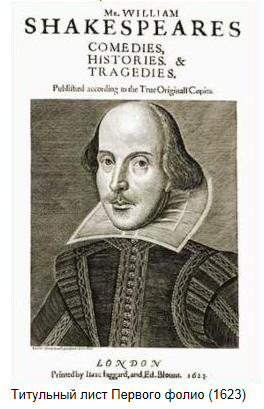 Mr. WILLIAM
SHAKESPEARES
COMEDIES,
HISTORIES, &
TRAGEDIES.
Published according to the True Originall Copies.
LONDON
Printed by Isaac Iaggard, and Ed. Blount. 1623.
Титульный лист Первого фолио (1623)